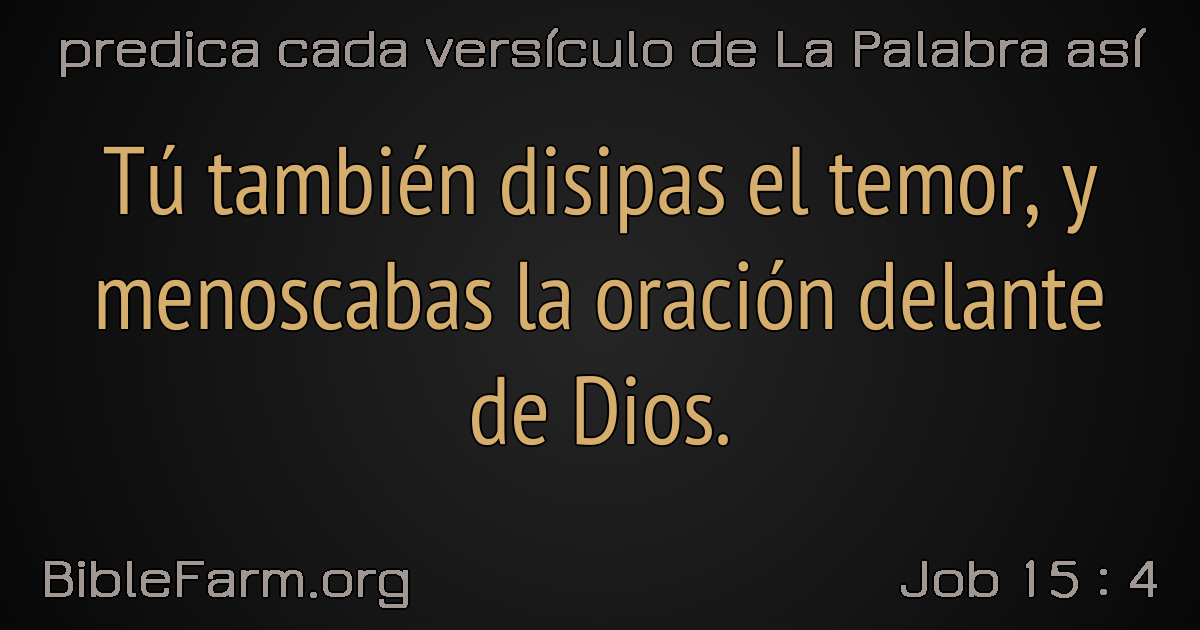 predica cada versículo de La Palabra así
Tú también disipas el temor, y
menoscabas la oración delante
de Dios.
BibleFarm.org
Job 15 : 4